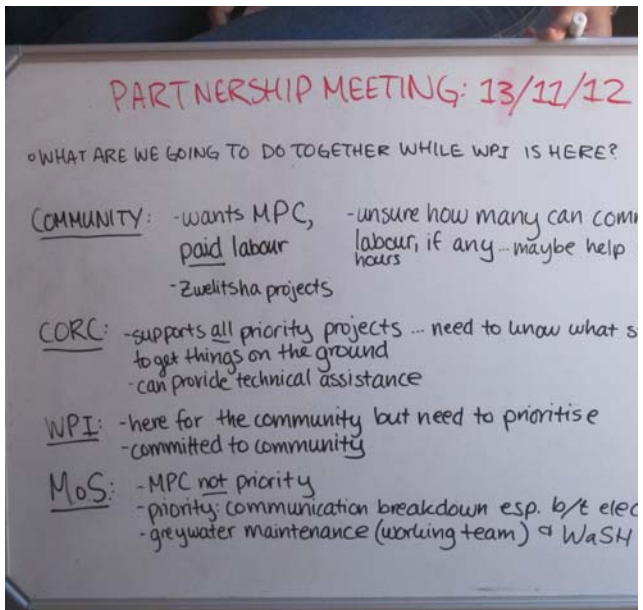 PARTNERSHIP MEETING: 13/11/12
◦WHAT ARE WE GOING TO DO TOGETHER WHILE WPI IS HERE?
COMMUNITY: -wants MPC, -unsure how many can
paid labour labour, if any ... maybe help
hours
-Zwelitsha projects
CORC: -supports all priority projects ... need to know what
to get things on the ground
-can provide technical assistance
WPI: -here for the community but need to prioritise
-committed to community
MoS: -MPC not priority
-priority: communication breakdown esp. b/t
-greywater maintenance (working team) & WaSH